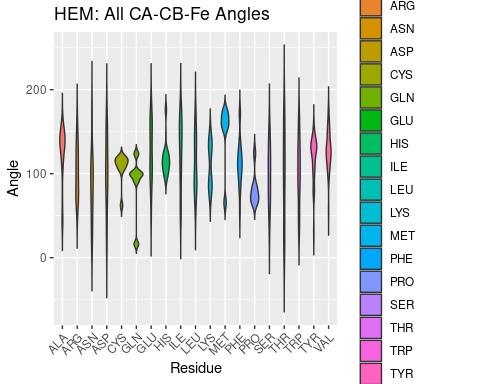 HEM: All CA-CB-Fe Angles
Angle
200
100
0
ALA
ARG
ASN
ASP
CYS
GLN
GLU
HIS
ILE
LEU
LYS
MET
PHE
PRO
SER
THR
TRP
TYR
VAL
Residue
ARG
ASN
ASP
CYS
GLN
GLU
HIS
ILE
LEU
LYS
MET
PHE
PRO
SER
THR
TRP
TYR